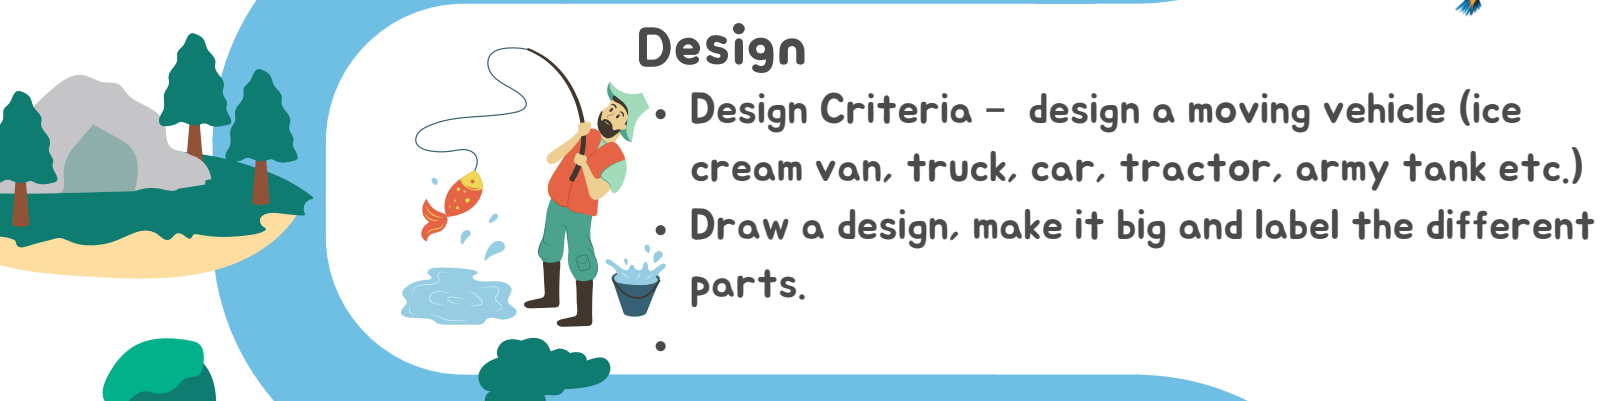 Design
• Design Criteria –  design a moving vehicle (ice
cream van, truck, car, tractor, army tank etc.)
• Draw a design, make it big and label the different
parts.
•